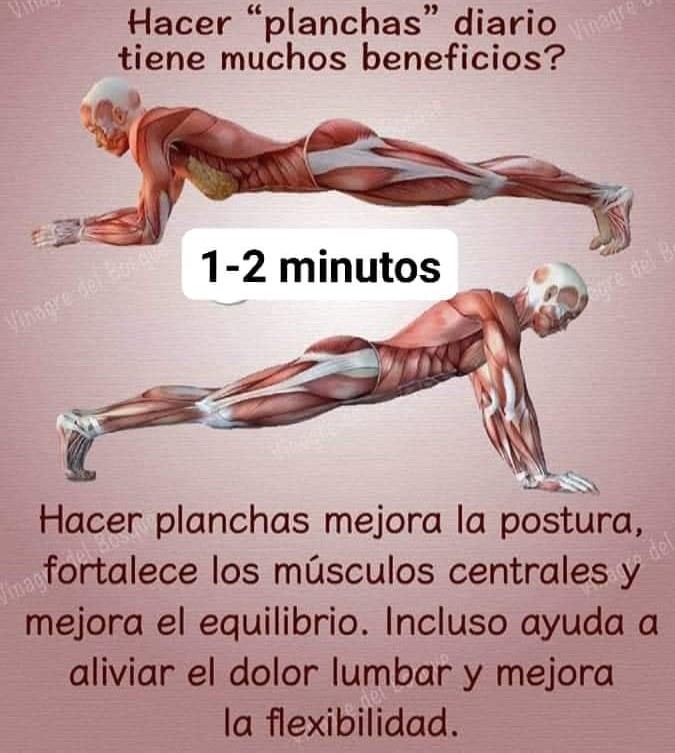 Hacer “planchas” diario
tiene muchos beneficios?
1-2 minutos
Hacer planchas mejora la postura,
fortalece los músculos centrales y
mejora el equilibrio. Incluso ayuda a
aliviar el dolor lumbar y mejora
la flexibilidad.
Vinagre del Bosque